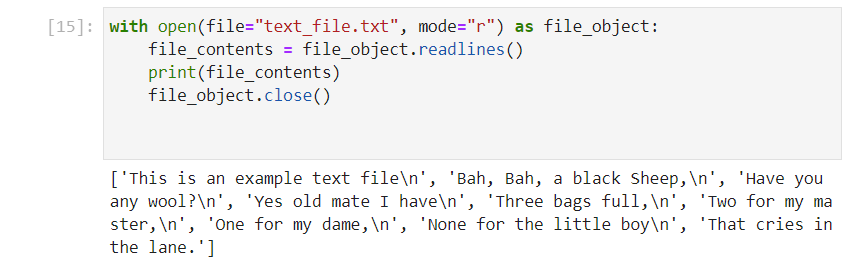 [15]: with open(file="text_file.txt", mode="r") as file_object:
    file_contents = file_object.readlines()
    print(file_contents)
    file_object.close()
['This is an example text file\n', 'Bah, Bah, a black Sheep,\n', 'Have you
any wool?\n', 'Yes old mate I have\n', 'Three bags full,\n', 'Two for my ma
ster,\n', 'One for my dame,\n', 'None for the little boy\n', 'That cries in
the lane.']